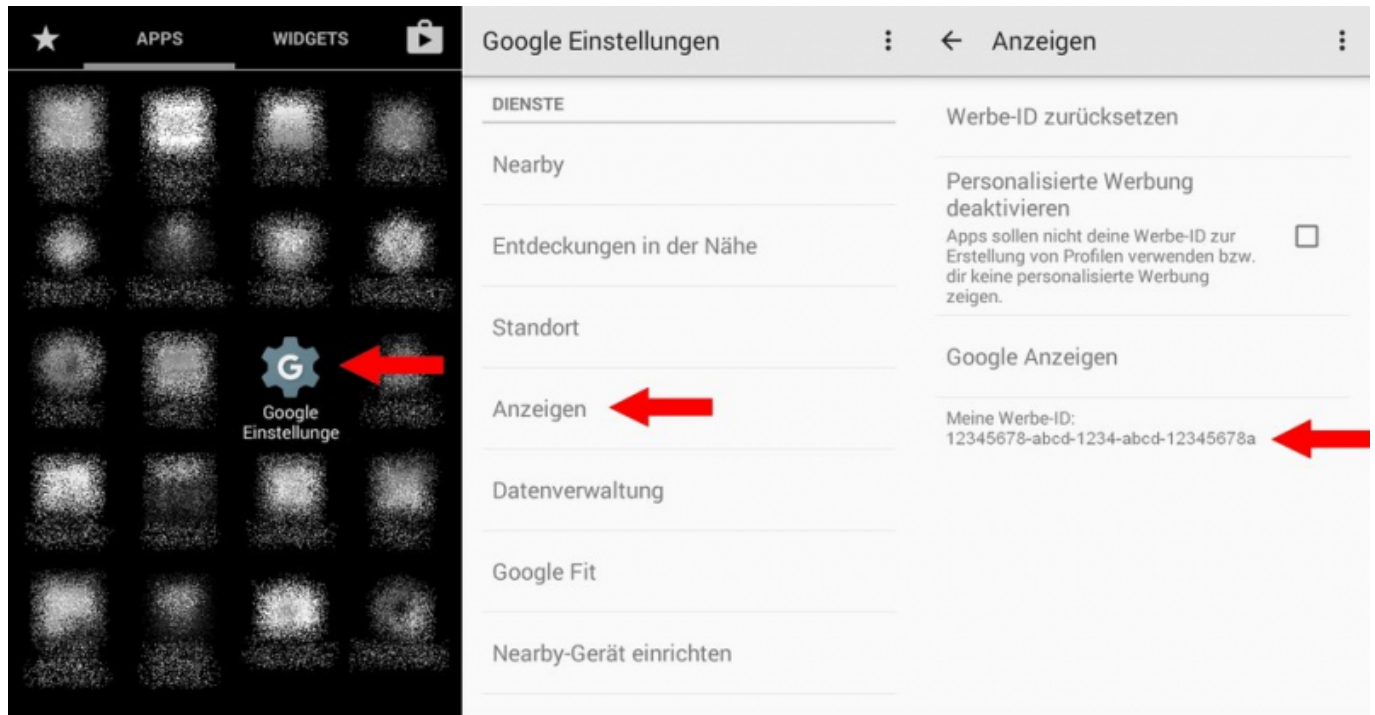 APPS WIDGETS
G
Google
Einstellunge
Google Einstellungen
DIENSTE
Nearby
Entdeckungen in der Nähe
Standort
Anzeigen
Datenverwaltung
Google Fit
Nearby-Gerät einrichten
Anzeigen
Werbe-ID zurücksetzen
Personalisierte Werbung
deaktivieren
Apps sollen nicht deine Werbe-ID zur
Erstellung von Profilen verwenden bzw.
dir keine personalisierte Werbung
zeigen.
Google Anzeigen
Meine Werbe-ID:
12345678-abcd-1234-abcd-12345678a